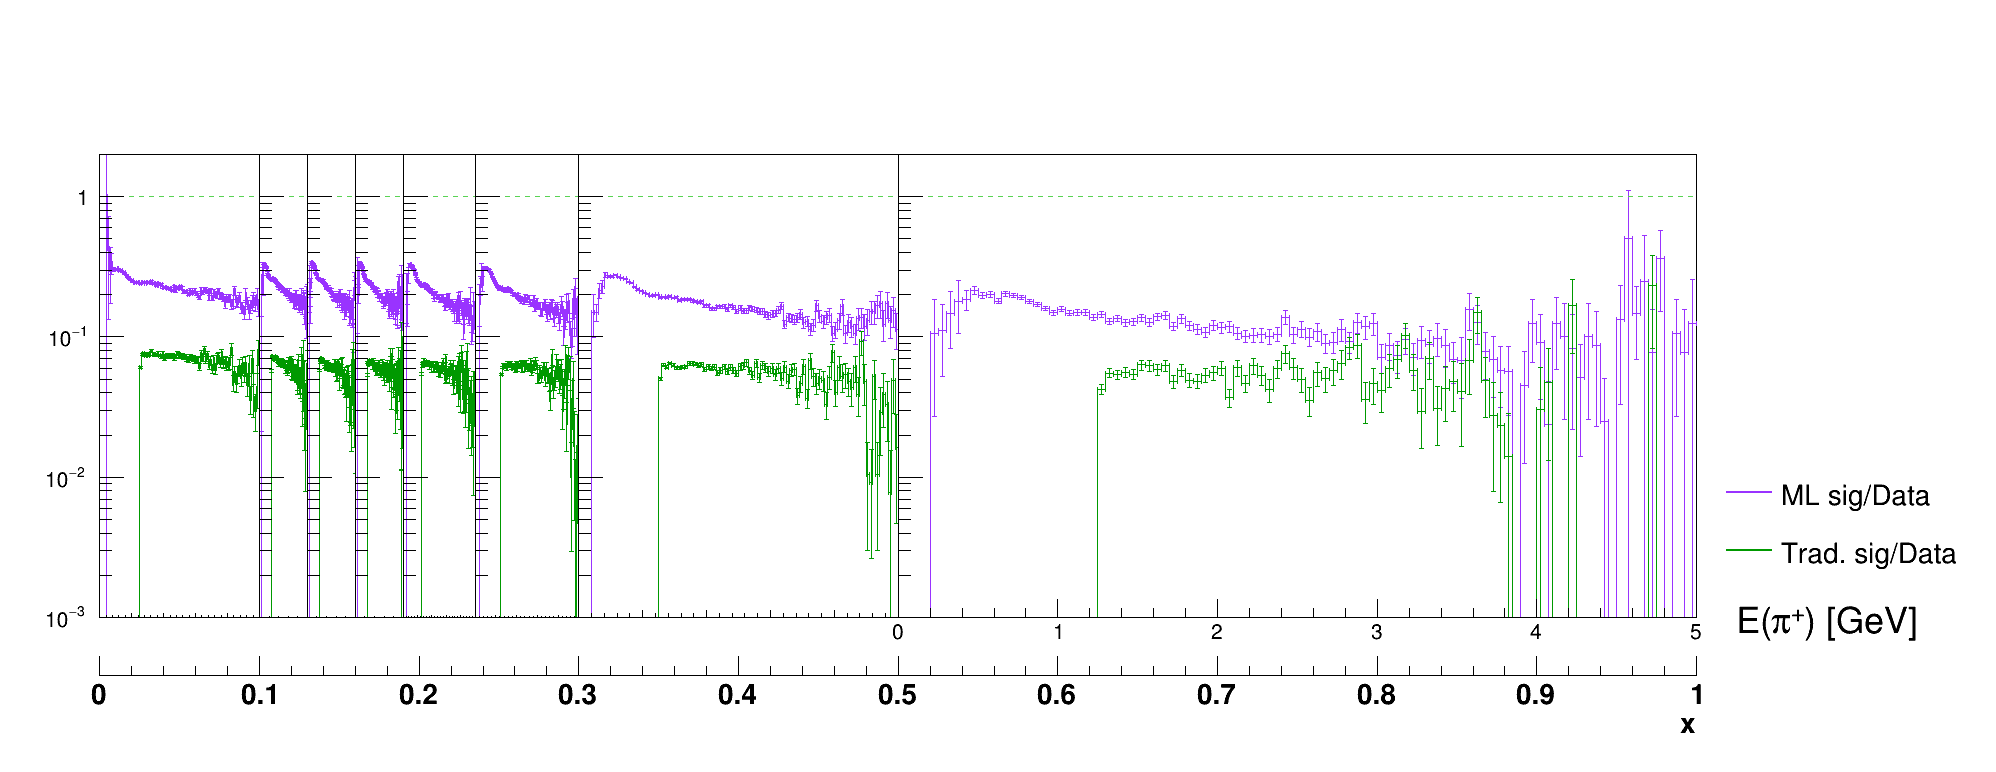 1
10⁻¹
10⁻²
10⁻³
ML sig/Data
Trad. sig/Data
E(π⁺) [GeV]
0 1 2 3 4 5
0 0.1 0.2 0.3 0.4 0.5 0.6 0.7 0.8 0.9 1
x